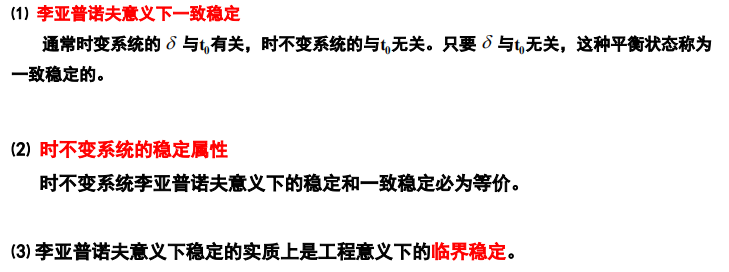 (1) 李亚普诺夫意义下一致稳定
通常时变系统的 δ 与t₀有关，时不变系统的与t₀无关。只要 δ 与t₀无关，这种平衡状态称为
一致稳定的。
(2) 时不变系统的稳定属性
时不变系统李亚普诺夫意义下的稳定和一致稳定必为等价。
(3) 李亚普诺夫意义下稳定的实质上是工程意义下的临界稳定。